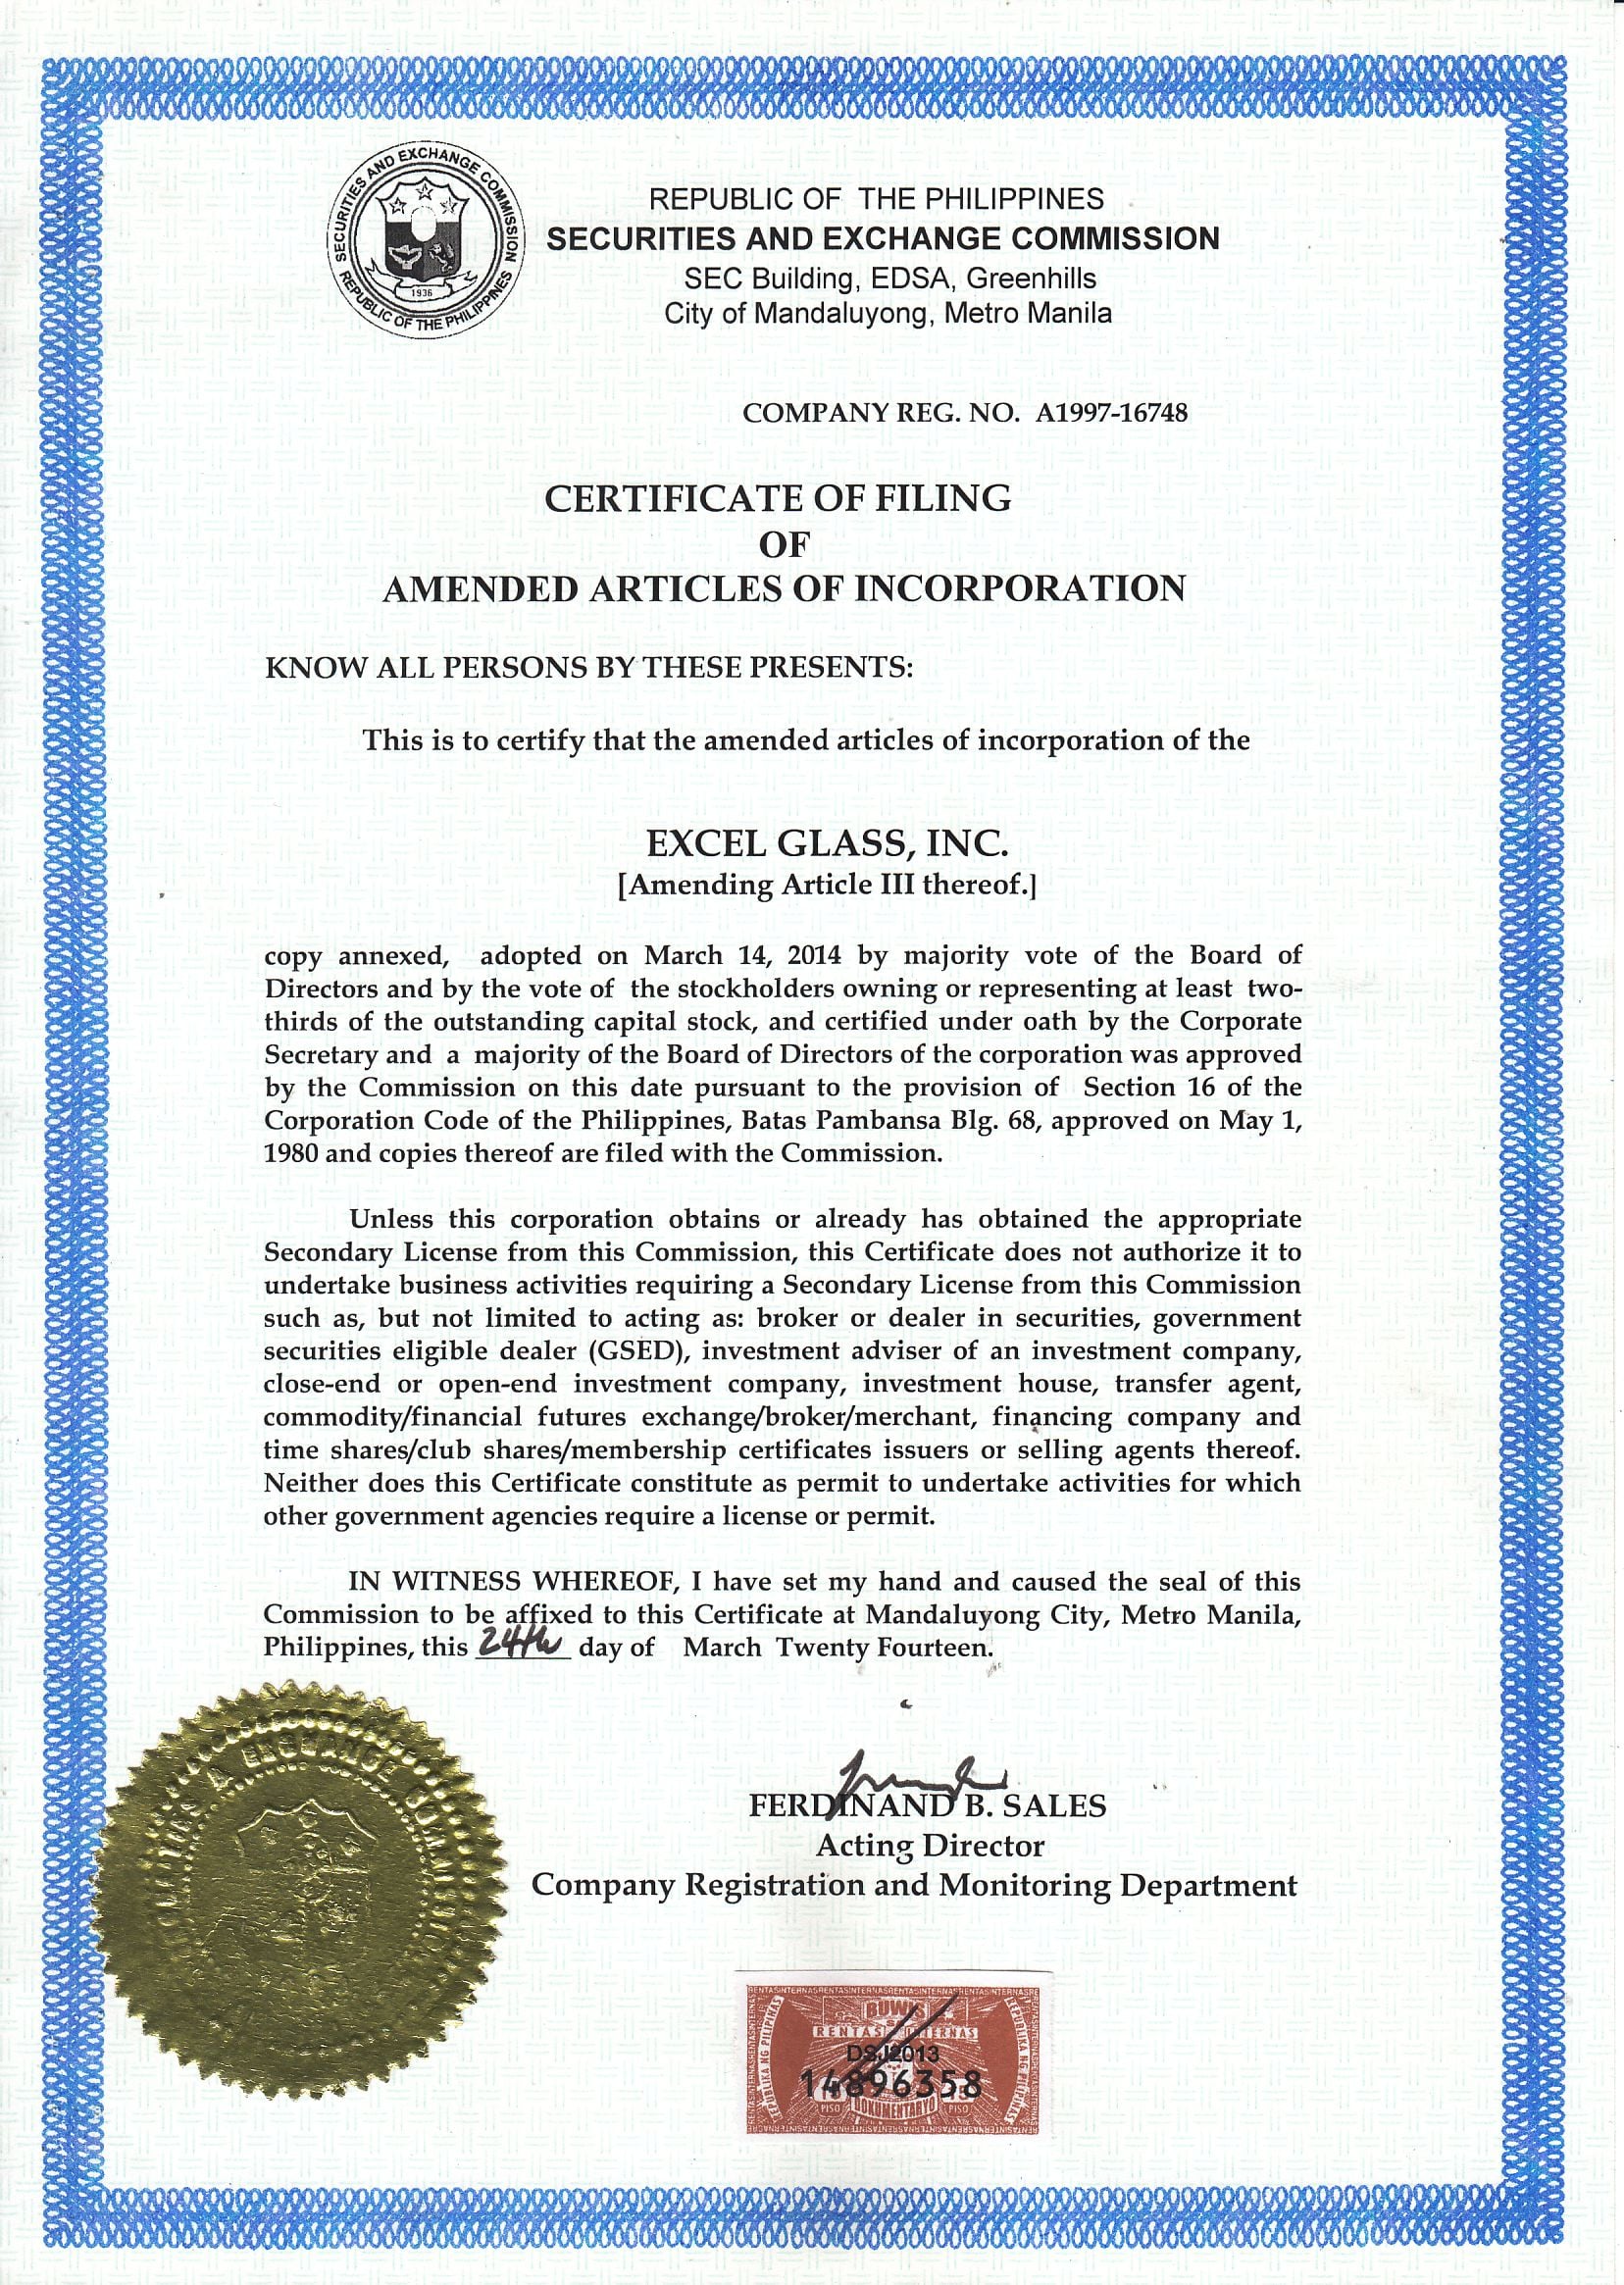 SECURITIES AND EXCHANGE COMMISSION
REPUBLIC OF THE PHILIPPINES
1936
REPUBLIC OF THE PHILIPPINES
SECURITIES AND EXCHANGE COMMISSION
SEC Building, EDSA, Greenhills
City of Mandaluyong, Metro Manila
COMPANY REG. NO. A1997-16748
CERTIFICATE OF FILING
OF
AMENDED ARTICLES OF INCORPORATION
KNOW ALL PERSONS BY THESE PRESENTS:
This is to certify that the amended articles of incorporation of the
EXCEL GLASS, INC.
[Amending Article III thereof.]
copy annexed, adopted on March 14, 2014 by majority vote of the Board of
Directors and by the vote of the stockholders owning or representing at least two-
thirds of the outstanding capital stock, and certified under oath by the Corporate
Secretary and a majority of the Board of Directors of the corporation was approved
by the Commission on this date pursuant to the provision of Section 16 of the
Corporation Code of the Philippines, Batas Pambansa Blg. 68, approved on May 1,
1980 and copies thereof are filed with the Commission.
Unless this corporation obtains or already has obtained the appropriate
Secondary License from this Commission, this Certificate does not authorize it to
undertake business activities requiring a Secondary License from this Commission
such as, but not limited to acting as: broker or dealer in securities, government
securities eligible dealer (GSED), investment adviser of an investment company,
close-end or open-end investment company, investment house, transfer agent,
commodity/financial futures exchange/broker/merchant, financing company and
time shares/club shares/membership certificates issuers or selling agents thereof.
Neither does this Certificate constitute as permit to undertake activities for which
other government agencies require a license or permit.
IN WITNESS WHEREOF, I have set my hand and caused the seal of this
Commission to be affixed to this Certificate at Mandaluyong City, Metro Manila,
Philippines, this 24th day of March Twenty Fourteen.
FERDINAND B. SALES
Acting Director
Company Registration and Monitoring Department
EXCHANGE
BUWIS
RENTAS INTERNAS
REPUBLIKA NG PILIPINAS
REPUBLIKA NG PILIPINAS
DSJ2013
14896358
PISO DOKUMENTARYO PISO